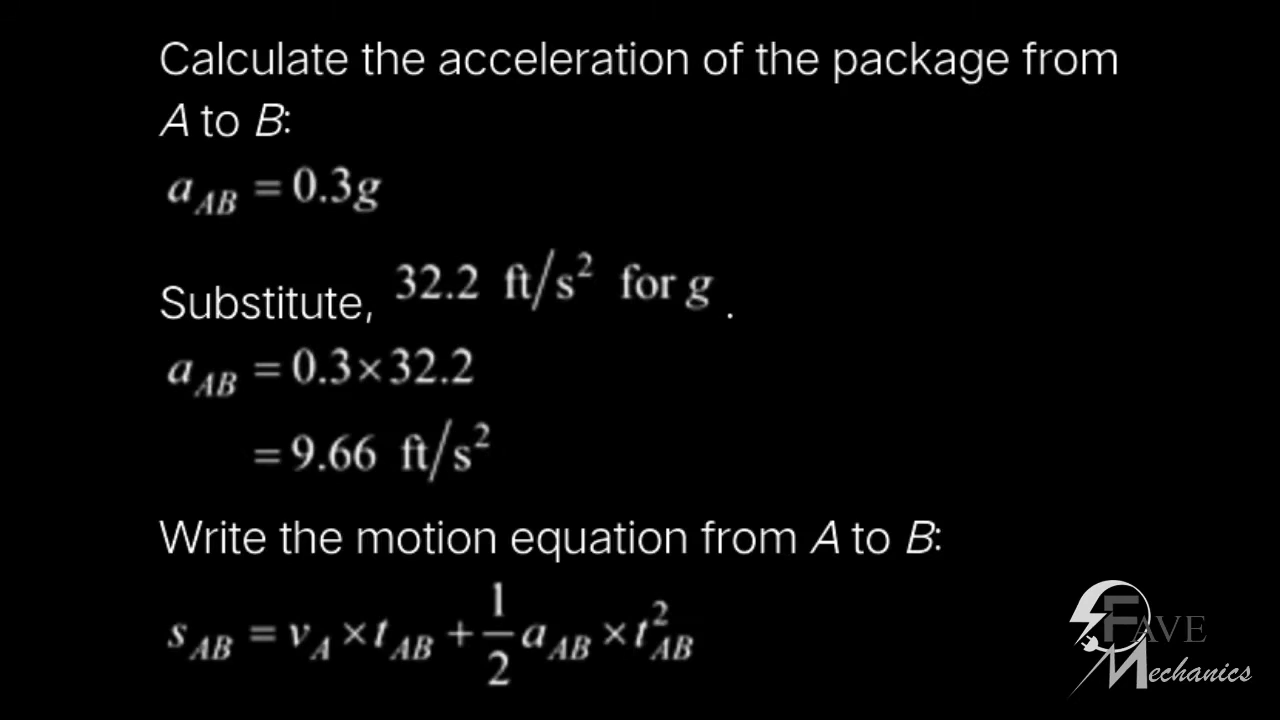 Calculate the acceleration of the package from
A to B:
a_AB = 0.3g
Substitute, 32.2 ft/s² for g .
a_AB = 0.3×32.2
= 9.66 ft/s²
Write the motion equation from A to B:
s_AB = v_A × t_AB + 1/2 a_AB × t²_AB
FAVE
Mechanics